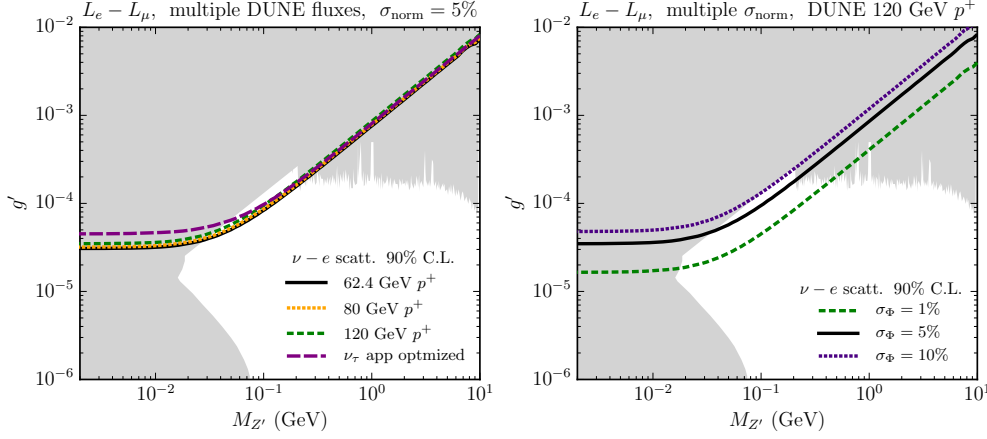 L_e − L_μ, multiple DUNE fluxes, σ_norm = 5%
10^−2
10^−3
10^−4
10^−5
10^−6
g′
ν − e scatt. 90% C.L.
62.4 GeV p^+
80 GeV p^+
120 GeV p^+
ν_τ app optmized
10^−2
10^−1
10^0
10^1
M_Z′ (GeV)
L_e − L_μ, multiple σ_norm, DUNE 120 GeV p^+
10^−2
10^−3
10^−4
10^−5
10^−6
g′
ν − e scatt. 90% C.L.
σ_Φ = 1%
σ_Φ = 5%
σ_Φ = 10%
10^−2
10^−1
10^0
10^1
M_Z′ (GeV)